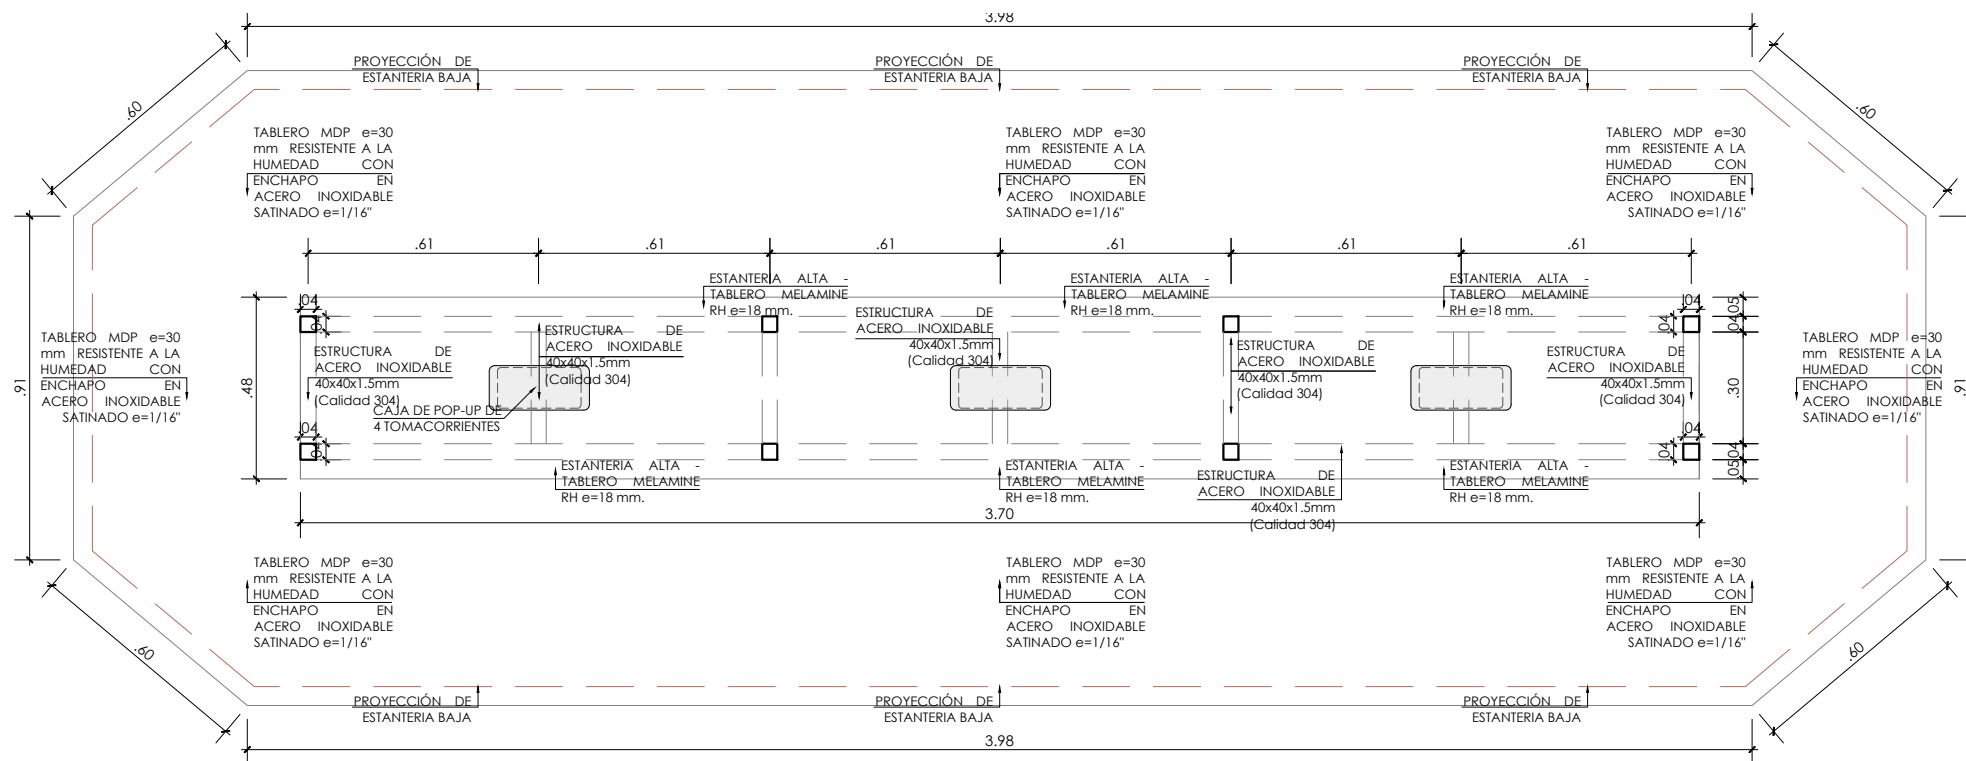 3.98
PROYECCIÓN DE
ESTANTERIA BAJA
PROYECCIÓN DE
ESTANTERIA BAJA
PROYECCIÓN DE
ESTANTERIA BAJA
.60
.60
TABLERO MDP e=30
mm RESISTENTE A LA
HUMEDAD CON
ENCHAPO EN
ACERO INOXIDABLE
SATINADO e=1/16"
TABLERO MDP e=30
mm RESISTENTE A LA
HUMEDAD CON
ENCHAPO EN
ACERO INOXIDABLE
SATINADO e=1/16"
TABLERO MDP e=30
mm RESISTENTE A LA
HUMEDAD CON
ENCHAPO EN
ACERO INOXIDABLE
SATINADO e=1/16"
.61
.61
.61
.61
.61
.61
ESTANTERIA ALTA -
TABLERO MELAMINE
RH e=18 mm.
ESTANTERIA ALTA -
TABLERO MELAMINE
RH e=18 mm.
ESTANTERIA ALTA -
TABLERO MELAMINE
RH e=18 mm.
.04
.04
.04
.04
.05
.04
TABLERO MDP e=30
mm RESISTENTE A LA
HUMEDAD CON
ENCHAPO EN
ACERO INOXIDABLE
SATINADO e=1/16"
.91
.48
ESTRUCTURA DE
ACERO INOXIDABLE
40x40x1.5mm
(Calidad 304)
ESTRUCTURA DE
ACERO INOXIDABLE
40x40x1.5mm
(Calidad 304)
CAJA DE POP-UP DE
4 TOMACORRIENTES
ESTRUCTURA DE
ACERO INOXIDABLE
40x40x1.5mm
(Calidad 304)
ESTRUCTURA DE
ACERO INOXIDABLE
40x40x1.5mm
(Calidad 304)
ESTRUCTURA DE
ACERO INOXIDABLE
40x40x1.5mm
(Calidad 304)
.30
TABLERO MDP e=30
mm RESISTENTE A LA
HUMEDAD CON
ENCHAPO EN
ACERO INOXIDABLE
SATINADO e=1/16"
.91
.04
.04
.04
.04
.04
.05
ESTANTERIA ALTA -
TABLERO MELAMINE
RH e=18 mm.
ESTANTERIA ALTA -
TABLERO MELAMINE
RH e=18 mm.
ESTRUCTURA DE
ACERO INOXIDABLE
40x40x1.5mm
(Calidad 304)
ESTANTERIA ALTA -
TABLERO MELAMINE
RH e=18 mm.
3.70
TABLERO MDP e=30
mm RESISTENTE A LA
HUMEDAD CON
ENCHAPO EN
ACERO INOXIDABLE
SATINADO e=1/16"
TABLERO MDP e=30
mm RESISTENTE A LA
HUMEDAD CON
ENCHAPO EN
ACERO INOXIDABLE
SATINADO e=1/16"
TABLERO MDP e=30
mm RESISTENTE A LA
HUMEDAD CON
ENCHAPO EN
ACERO INOXIDABLE
SATINADO e=1/16"
.60
.60
PROYECCIÓN DE
ESTANTERIA BAJA
PROYECCIÓN DE
ESTANTERIA BAJA
PROYECCIÓN DE
ESTANTERIA BAJA
3.98